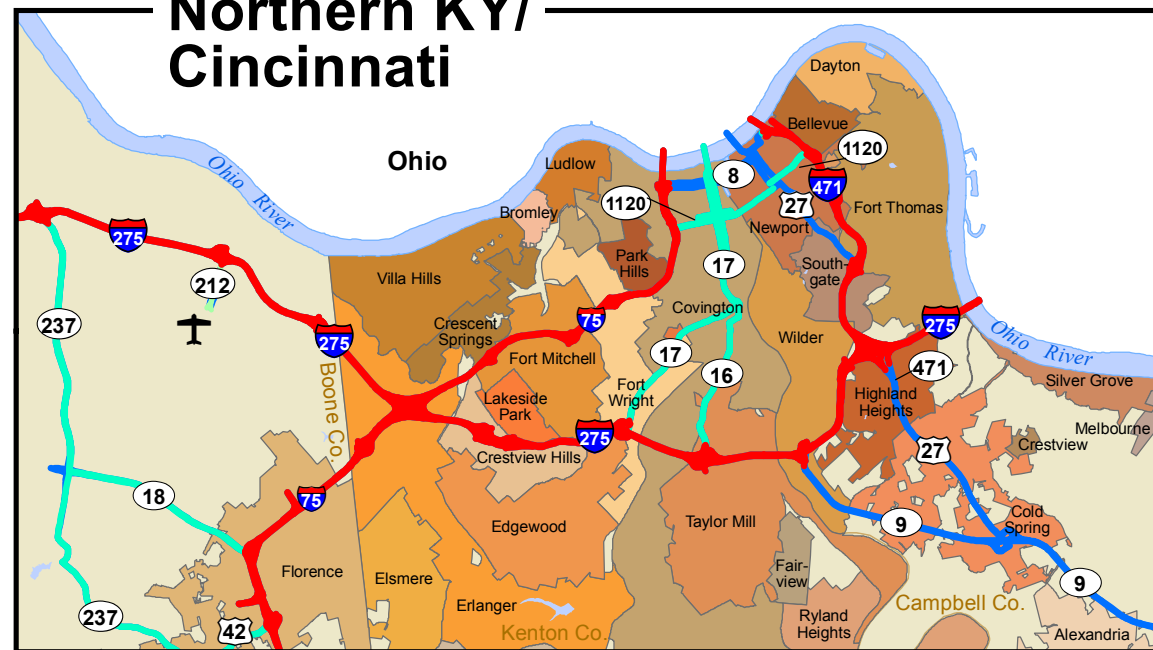 Northern KY/
Cincinnati
Dayton
Bellevue
1120
Ohio
Ludlow
8
471
Ohio River
1120
27
Fort Thomas
Bromley
Newport
275
Park
Hills
South-
gate
212
Villa Hills
17
237
Covington
275
75
275
Crescent
Springs
Wilder
Ohio River
Fort Mitchell
17
16
471
Boone Co.
Fort
Wright
Silver Grove
Lakeside
Park
Highland
Heights
275
Melbourne
Crestview
Crestview Hills
27
18
75
Edgewood
Taylor Mill
9
Cold
Spring
Florence
Elsmere
Fair-
view
9
Erlanger
Campbell Co.
237
42
Kenton Co.
Ryland
Heights
Alexandria